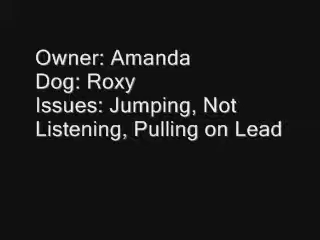 Owner: Amanda
Dog: Roxy
Issues: Jumping, Not
Listening, Pulling on Lead